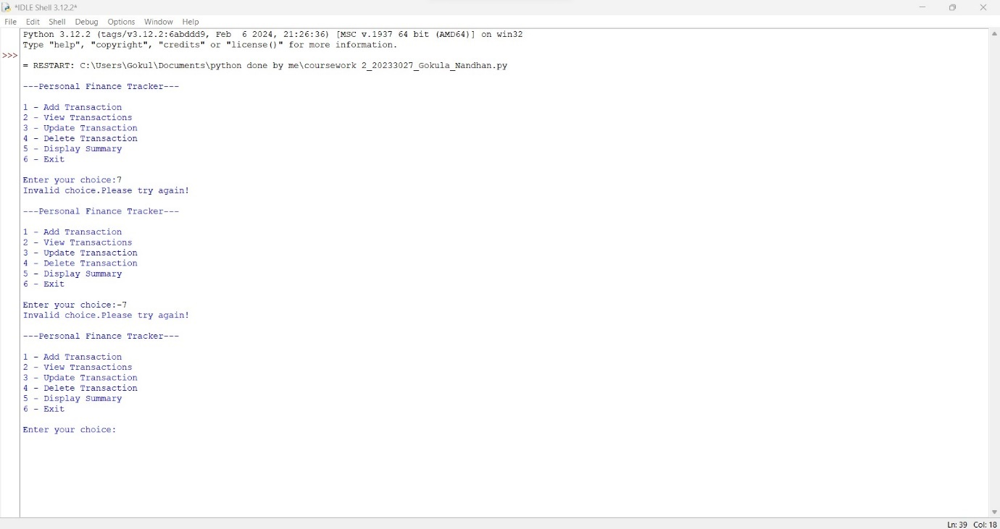 *IDLE Shell 3.12.2*
File Edit Shell Debug Options Window Help
Python 3.12.2 (tags/v3.12.2:6abddd9, Feb  6 2024, 21:26:36) [MSC v.1937 64 bit (AMD64)] on win32
Type "help", "copyright", "credits" or "license()" for more information.
>>>
= RESTART: C:\Users\Gokul\Documents\python done by me\coursework 2_20233027_Gokula_Nandhan.py
---Personal Finance Tracker---
1 - Add Transaction
2 - View Transactions
3 - Update Transaction
4 - Delete Transaction
5 - Display Summary
6 - Exit
Enter your choice:7
Invalid choice.Please try again!
---Personal Finance Tracker---
1 - Add Transaction
2 - View Transactions
3 - Update Transaction
4 - Delete Transaction
5 - Display Summary
6 - Exit
Enter your choice:-7
Invalid choice.Please try again!
---Personal Finance Tracker---
1 - Add Transaction
2 - View Transactions
3 - Update Transaction
4 - Delete Transaction
5 - Display Summary
6 - Exit
Enter your choice:
Ln: 39 Col: 18